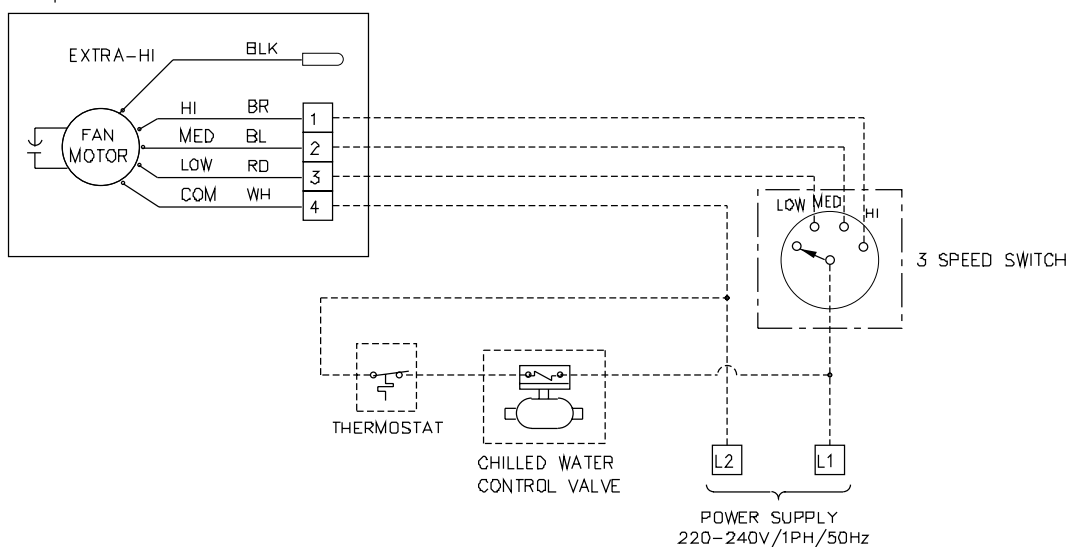 EXTRA-HI BLK
HI BR 1
FAN MOTOR
MED BL 2
LOW RD 3
COM WH 4
LOW MED HI
3 SPEED SWITCH
THERMOSTAT
CHILLED WATER
CONTROL VALVE
L2 L1
POWER SUPPLY
220-240V/1PH/50Hz